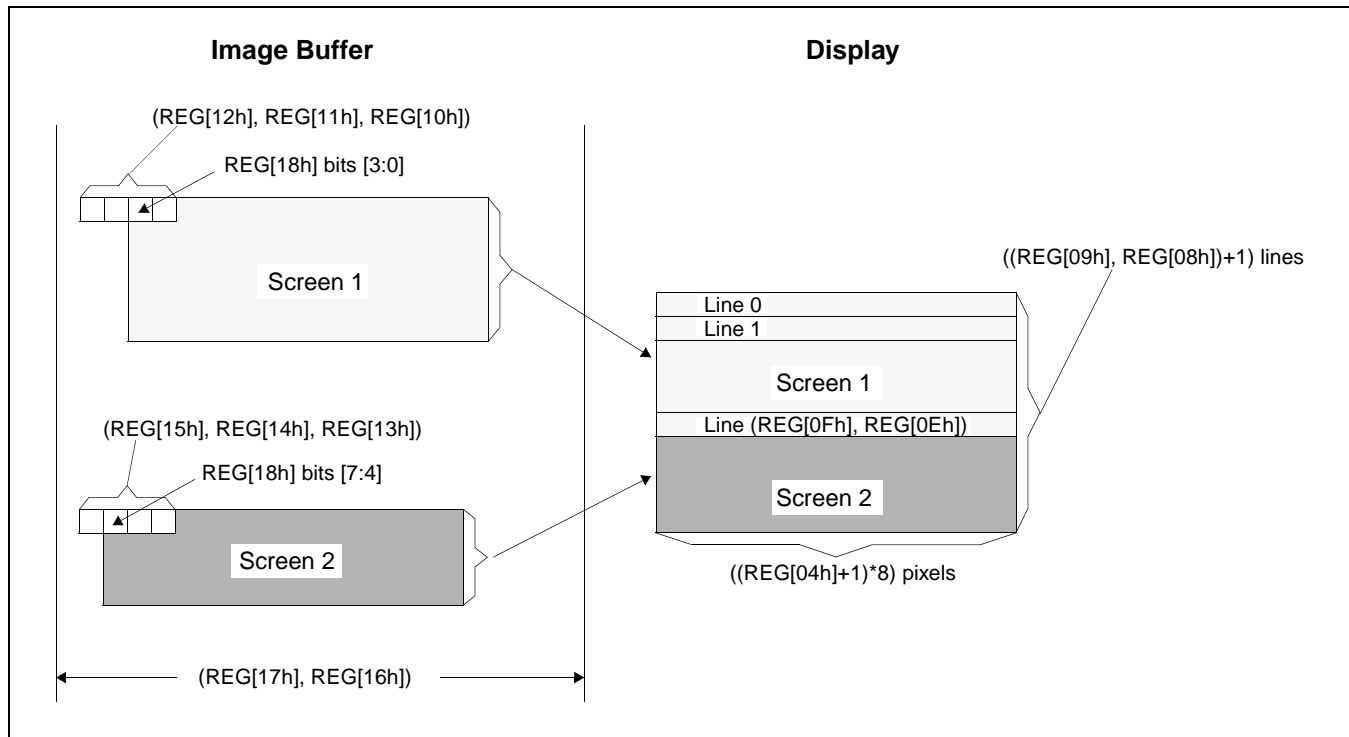 Image Buffer
Display
(REG[12h], REG[11h], REG[10h])
REG[18h] bits [3:0]
Screen 1
((REG[09h], REG[08h])+1) lines
Line 0
Line 1
Screen 1
Line (REG[0Fh], REG[0Eh])
Screen 2
((REG[04h]+1)*8) pixels
(REG[15h], REG[14h], REG[13h])
REG[18h] bits [7:4]
Screen 2
(REG[17h], REG[16h])